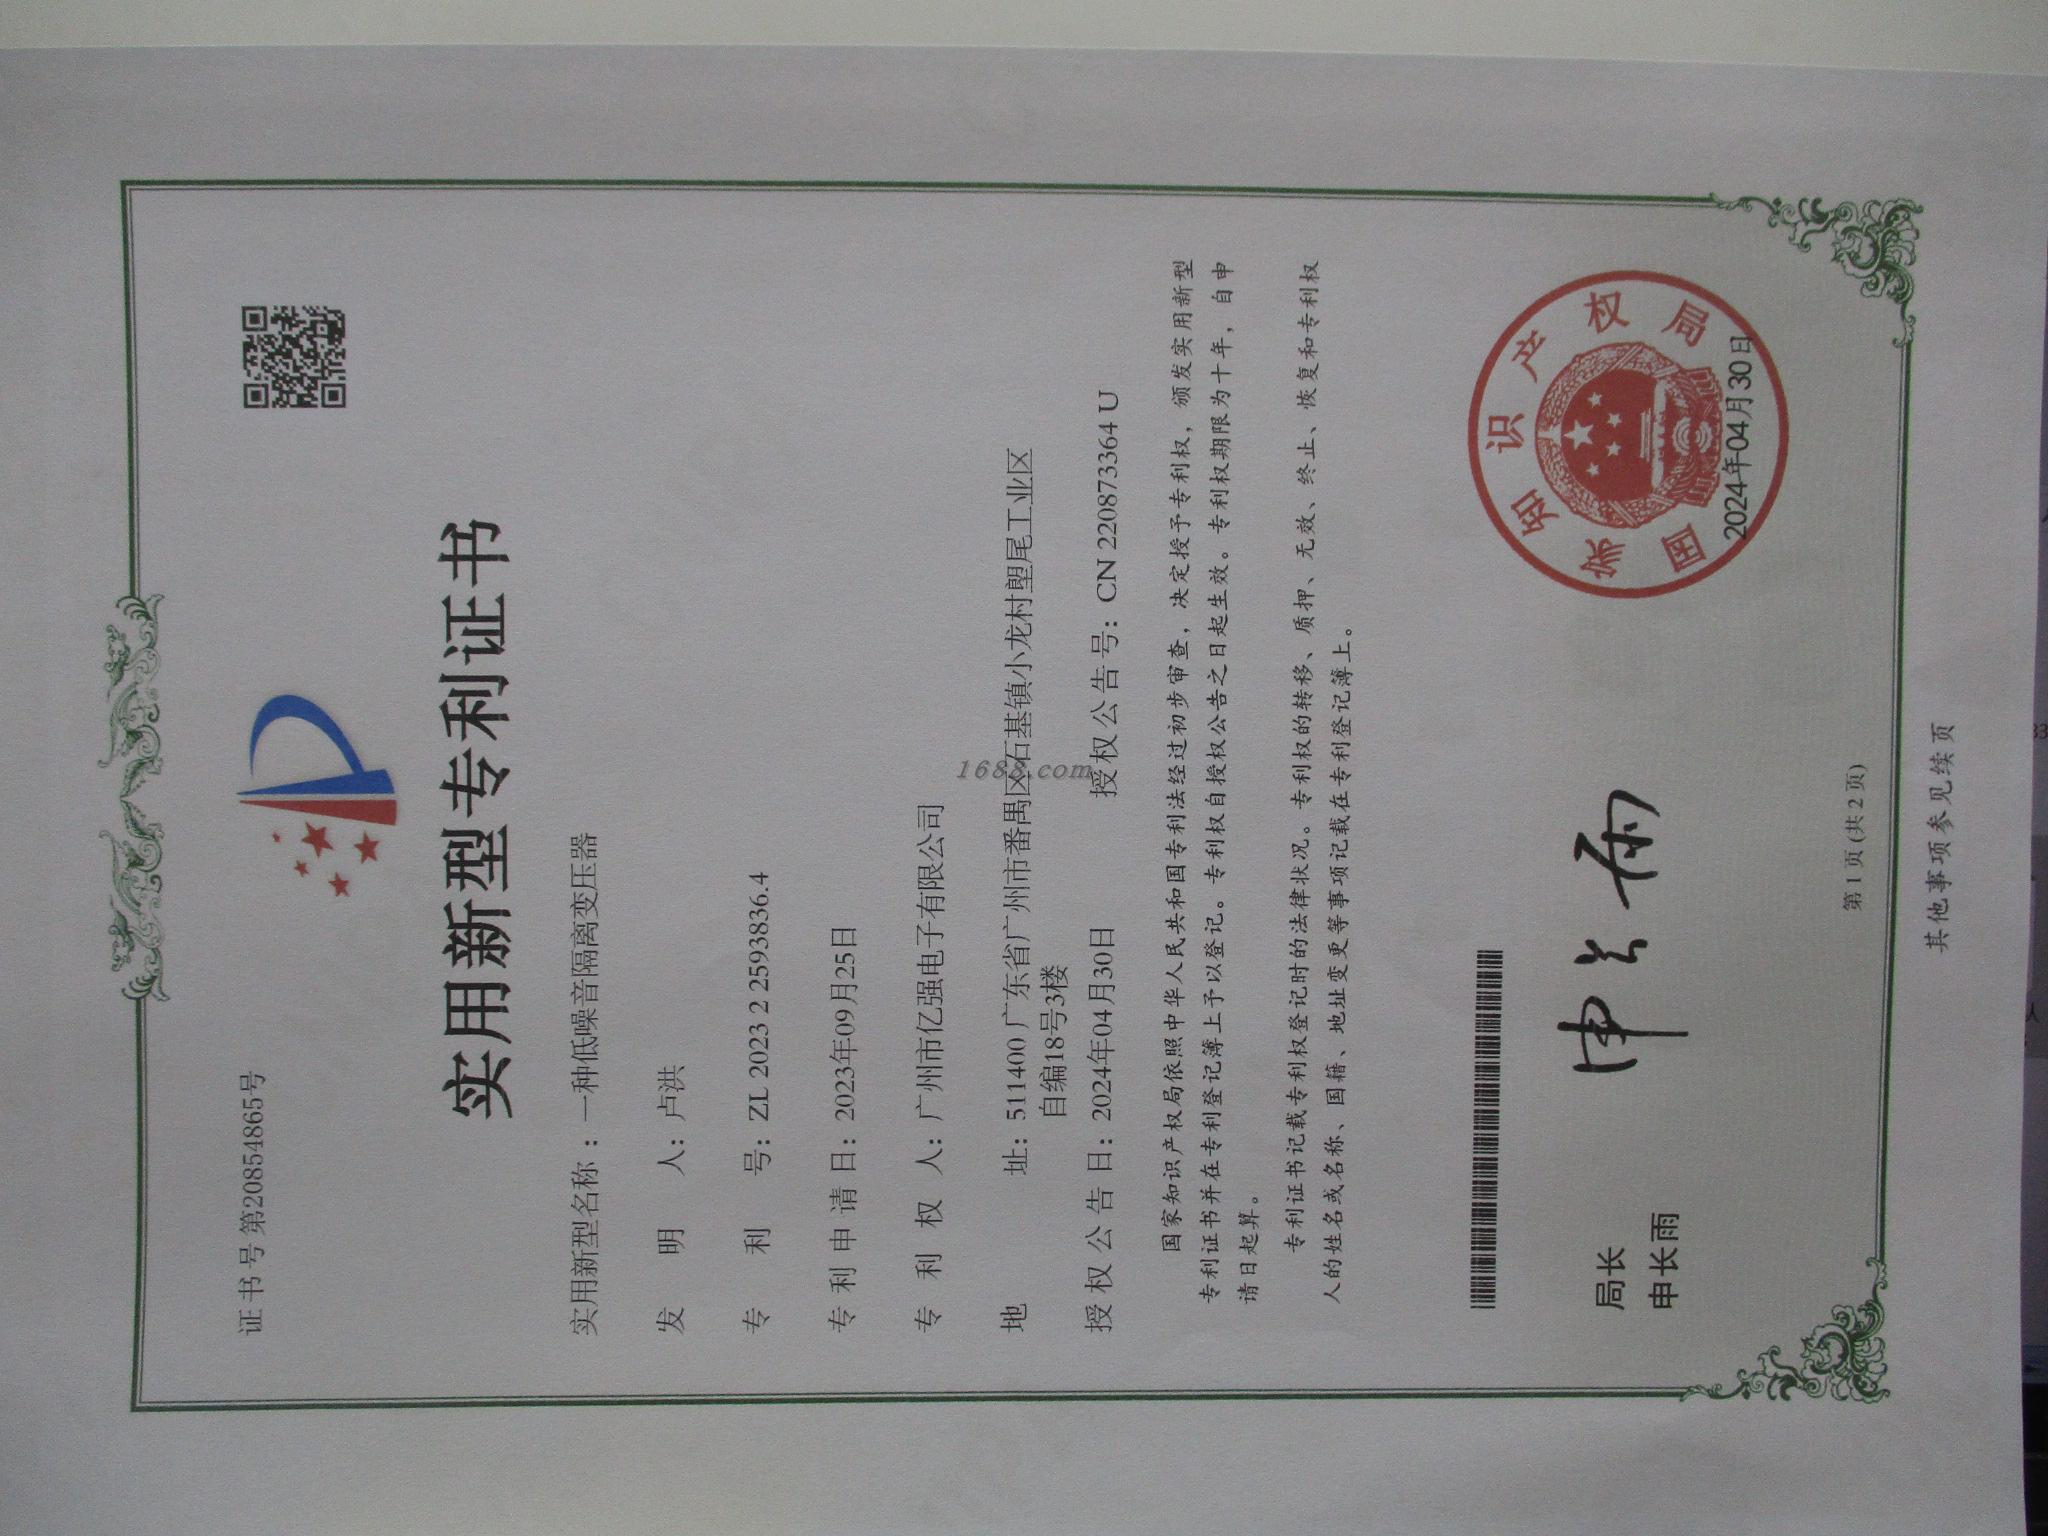 证书号第20854865号
实用新型专利证书
实用新型名称：一种低噪音隔离变压器
发明人：卢洪
专利号：ZL 2023 2 2593836.4
专利申请日：2023年09月25日
专利权人：广州市亿强电子有限公司
地址：511400 广东省广州市番禺区石基镇小龙村塱尾工业区
自编18号3楼
授权公告日：2024年04月30日 授权公告号：CN 220873364 U
国家知识产权局依照中华人民共和国专利法经过初步审查，决定授予专利权，颁发实用新型
专利证书并在专利登记簿上予以登记。专利权自授权公告之日起生效。专利权期限为十年，自申
请日起算。
专利证书记载专利权登记时的法律状况。专利权的转移、质押、无效、终止、恢复和专利权
人的姓名或名称、国籍、地址变更等事项记载在专利登记簿上。
局长
申长雨
申长雨
国家知识产权局
2024年04月30日
第 1 页 (共 2 页)
其他事项参见续页
1688.com